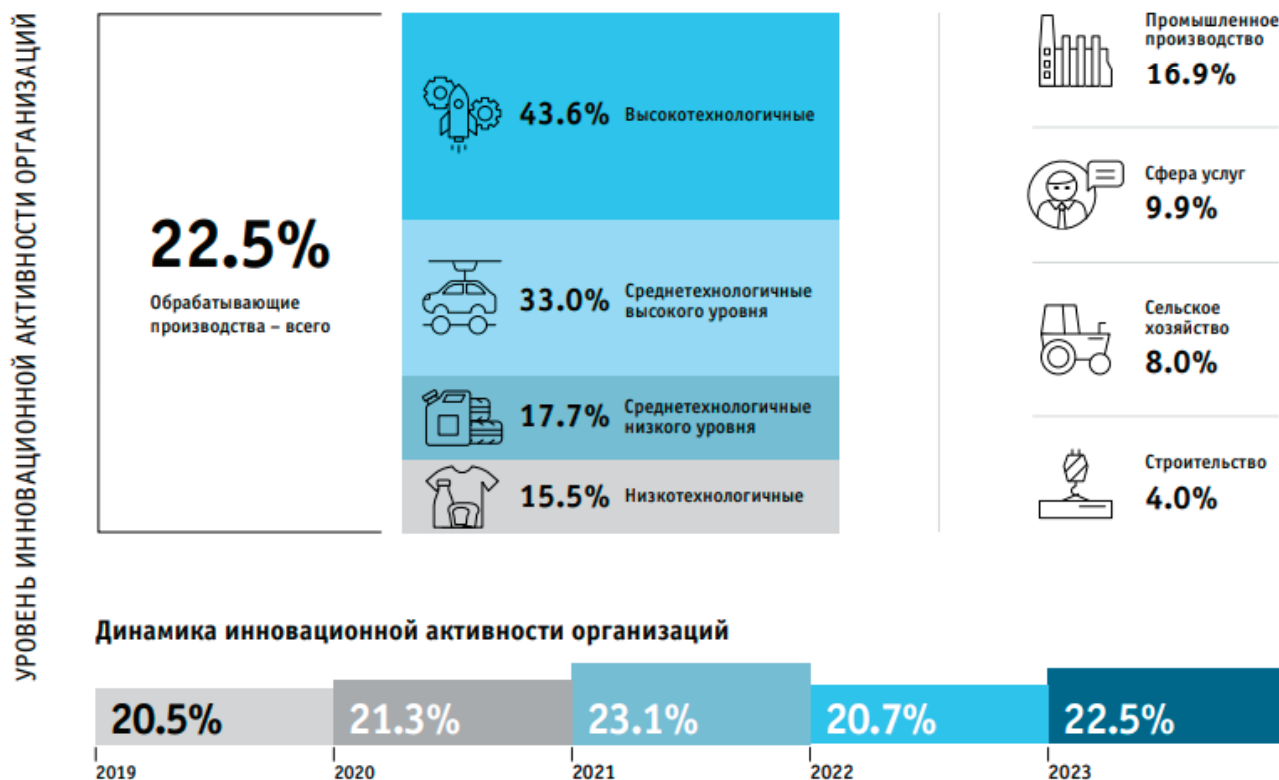 УРОВЕНЬ ИННОВАЦИОННОЙ АКТИВНОСТИ ОРГАНИЗАЦИЙ
22.5%
Обрабатывающие
производства – всего
43.6% Высокотехнологичные
33.0% Среднетехнологичные
высокого уровня
17.7% Среднетехнологичные
низкого уровня
15.5% Низкотехнологичные
Промышленное
производство
16.9%
Сфера услуг
9.9%
Сельское
хозяйство
8.0%
Строительство
4.0%
Динамика инновационной активности организаций
20.5% 21.3% 23.1% 20.7% 22.5%
2019 2020 2021 2022 2023